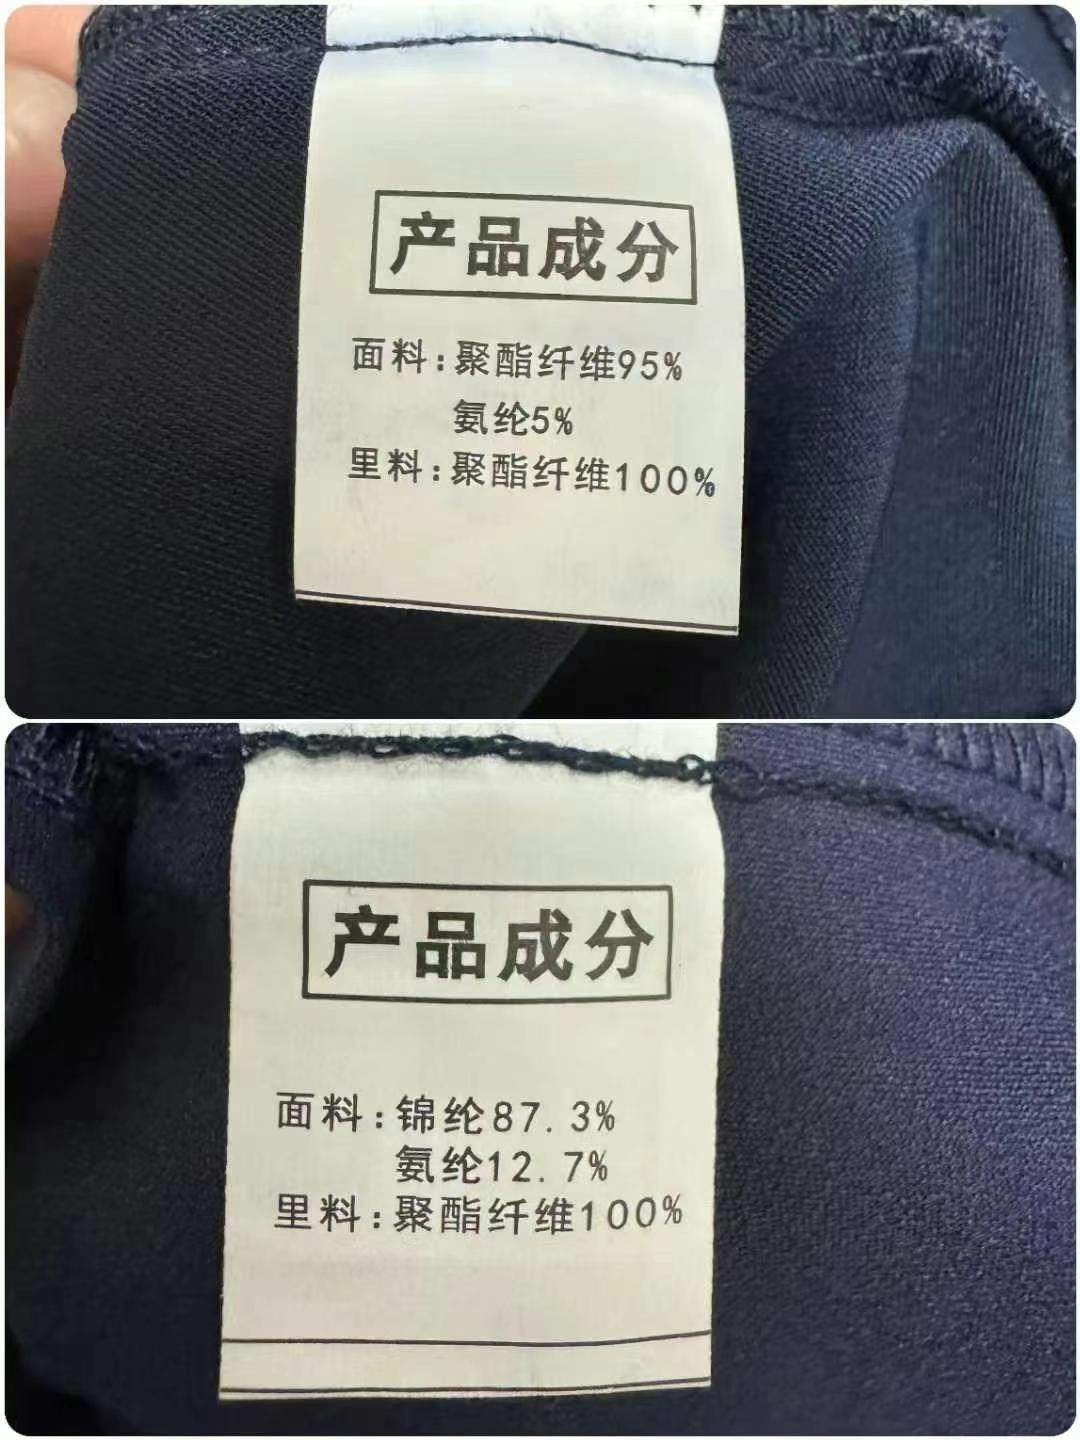 产品成分
面料:聚酯纤维95%
氨纶5%
里料:聚酯纤维100%
产品成分
面料:锦纶87.3%
氨纶12.7%
里料:聚酯纤维100%